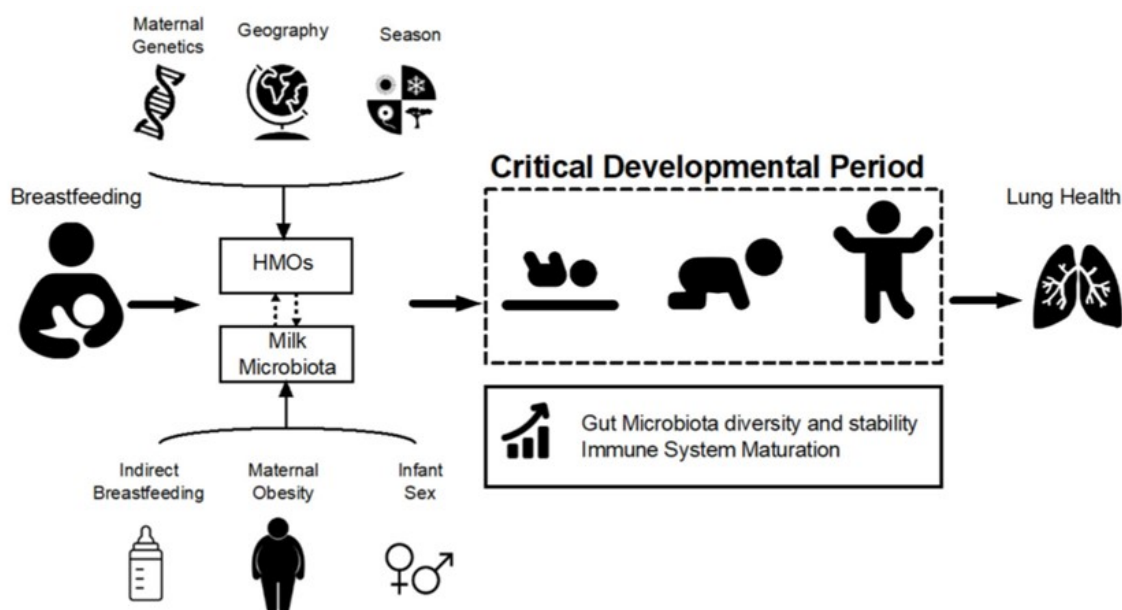 Maternal
Genetics
Geography
Season
Critical Developmental Period
Breastfeeding
Lung Health
HMOs
Milk
Microbiota
Gut Microbiota diversity and stability
Immune System Maturation
Indirect
Breastfeeding
Maternal
Obesity
Infant
Sex